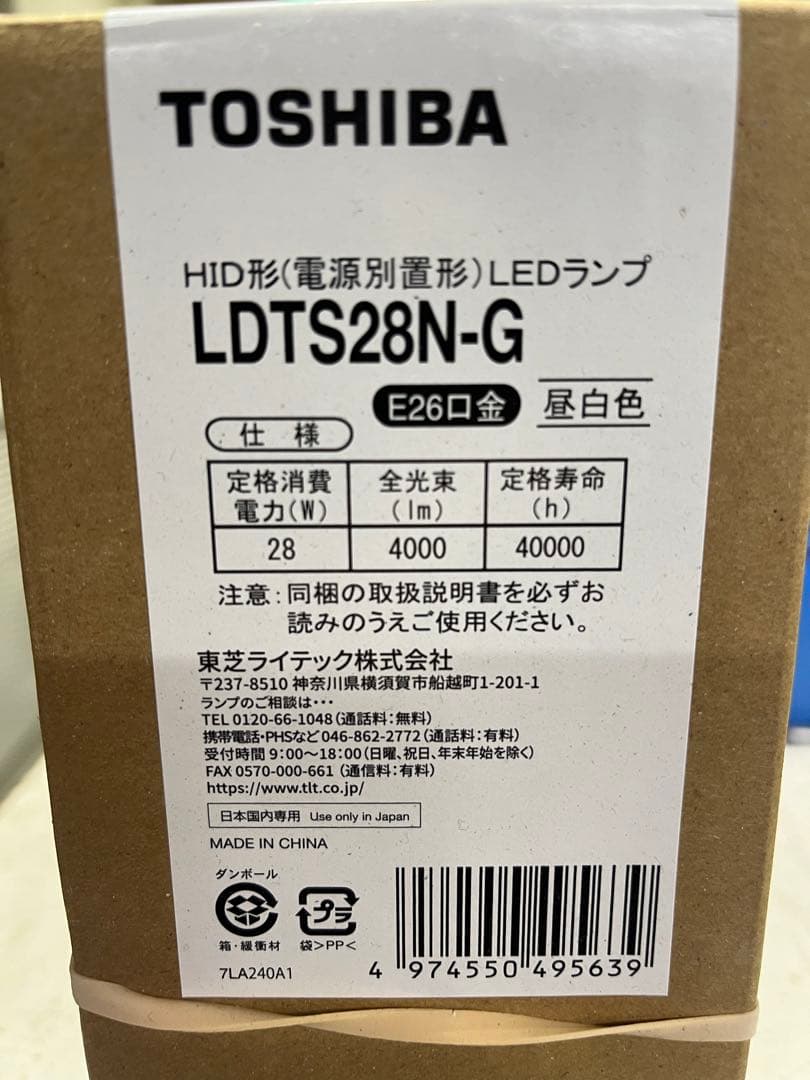 TOSHIBA
HID形(電源別置形)LEDランプ
LDTS28N-G
E26口金 昼白色
仕 様
定格消費電力(W) 全光束(lm) 定格寿命(h)
28 4000 40000
注意:同梱の取扱説明書を必ずお
読みのうえご使用ください。
東芝ライテック株式会社
〒237-8510 神奈川県横須賀市船越町1-201-1
ランプのご相談は・・・
TEL 0120-66-1048(通話料:無料)
携帯電話・PHSなど 046-862-2772(通話料:有料)
受付時間 9:00〜18:00(日曜、祝日、年末年始を除く)
FAX 0570-000-661(通信料:有料)
https://www.tlt.co.jp/
日本国内専用 Use only in Japan
MADE IN CHINA
ダンボール
プラ
箱・緩衝材 袋>PP<
7LA240A1
4 974550 495639